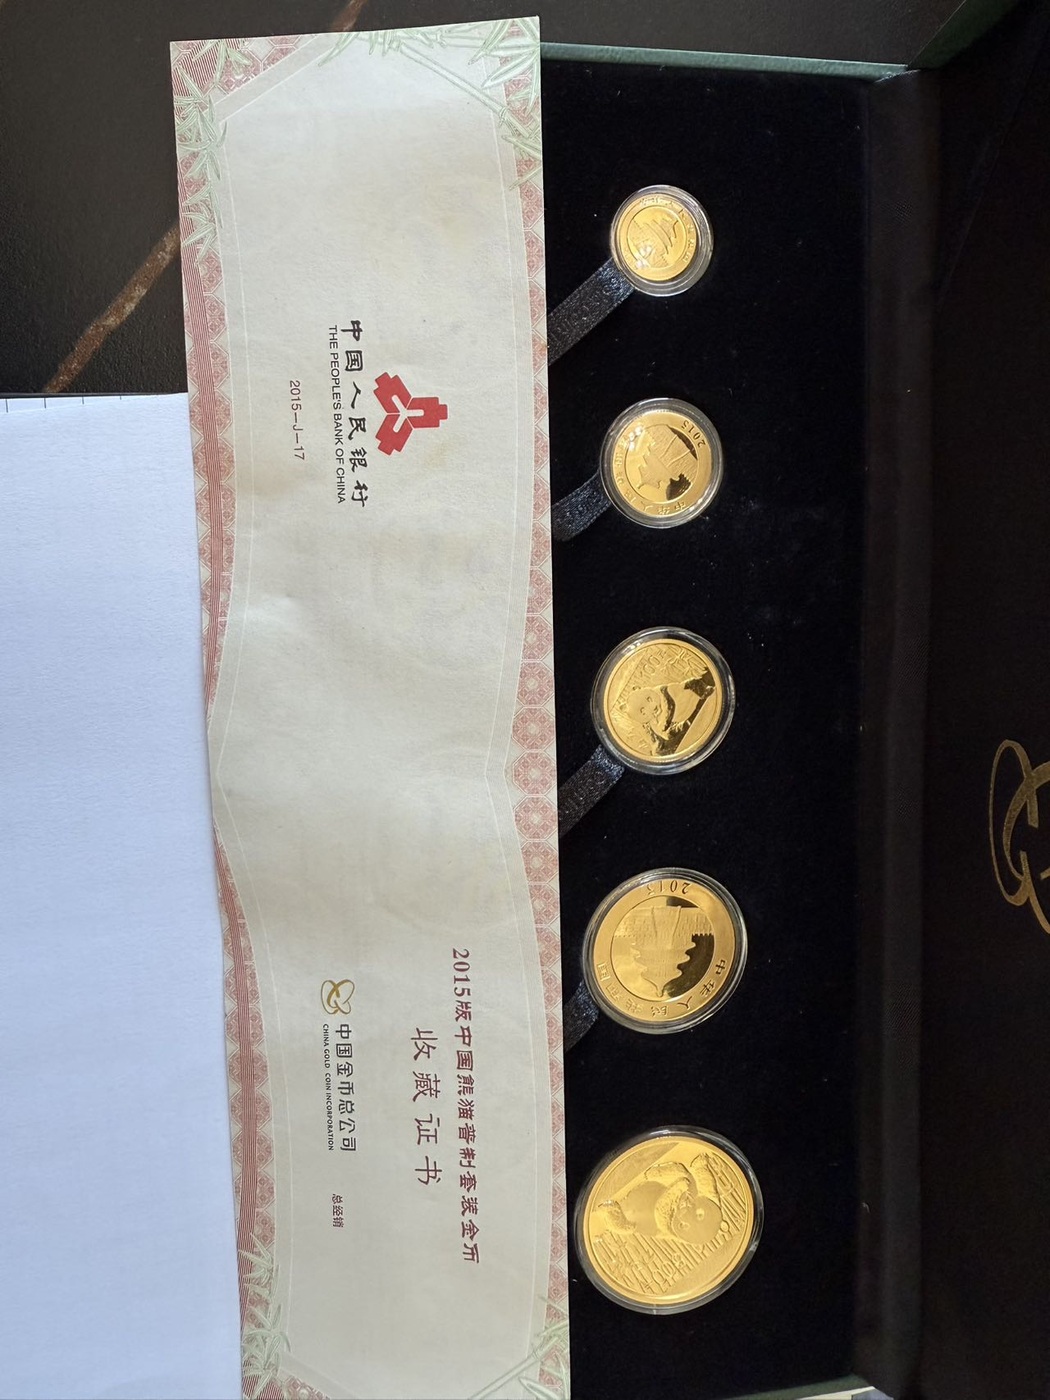 中国人民银行
THE PEOPLE'S BANK OF CHINA
2015—J—17
2015版中国熊猫普制套装金币
收藏证书
中国金币总公司
CHINA GOLD COIN INCORPORATION
总经销
2015
2015
中华人民共和国